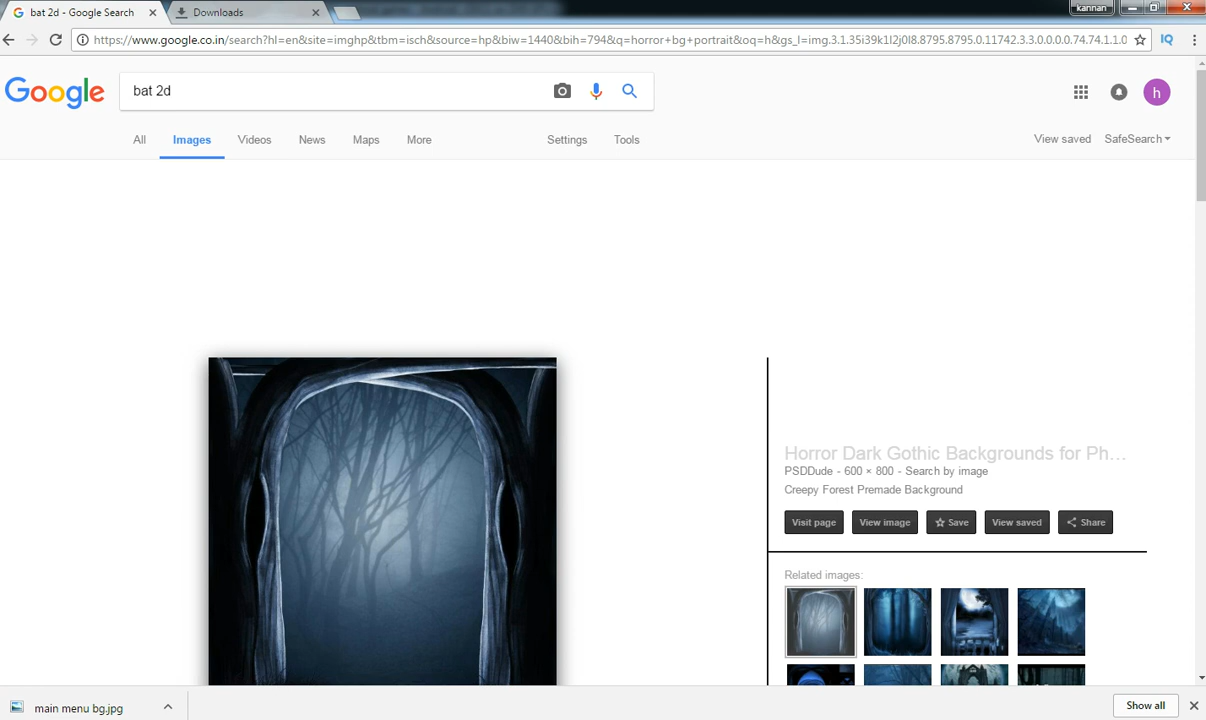 bat 2d - Google Search
Downloads
kannan
https://www.google.co.in/search?hl=en&site=imghp&tbm=isch&source=hp&biw=1440&bih=794&q=horror+bg+portrait&oq=h&gs_l=img.3.1.35i39k1l2j0l8.8795.8795.0.11742.3.3.0.0.0.0.74.74.1.1.0
IQ
Google
bat 2d
h
All Images Videos News Maps More Settings Tools
View saved SafeSearch
Horror Dark Gothic Backgrounds for Ph...
PSDDude - 600 × 800 - Search by image
Creepy Forest Premade Background
Visit page View image Save View saved Share
Related images:
main menu bg.jpg
Show all